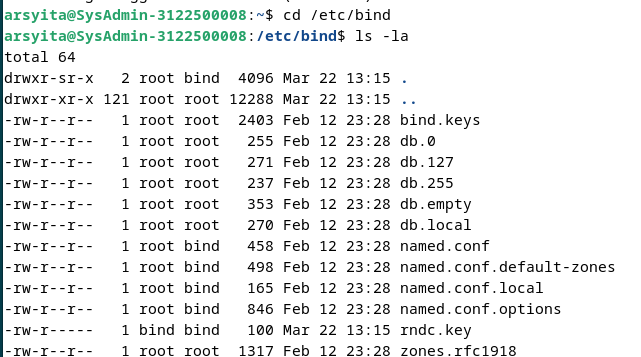 arsyita@SysAdmin-3122500008:~$ cd /etc/bind
arsyita@SysAdmin-3122500008:/etc/bind$ ls -la
total 64
drwxr-sr-x   2 root bind  4096 Mar 22 13:15 .
drwxr-xr-x 121 root root 12288 Mar 22 13:15 ..
-rw-r--r--   1 root root  2403 Feb 12 23:28 bind.keys
-rw-r--r--   1 root root   255 Feb 12 23:28 db.0
-rw-r--r--   1 root root   271 Feb 12 23:28 db.127
-rw-r--r--   1 root root   237 Feb 12 23:28 db.255
-rw-r--r--   1 root root   353 Feb 12 23:28 db.empty
-rw-r--r--   1 root root   270 Feb 12 23:28 db.local
-rw-r--r--   1 root bind   458 Feb 12 23:28 named.conf
-rw-r--r--   1 root bind   498 Feb 12 23:28 named.conf.default-zones
-rw-r--r--   1 root bind   165 Feb 12 23:28 named.conf.local
-rw-r--r--   1 root bind   846 Feb 12 23:28 named.conf.options
-rw-r-----   1 bind bind   100 Mar 22 13:15 rndc.key
-rw-r--r--   1 root root  1317 Feb 12 23:28 zones.rfc1918